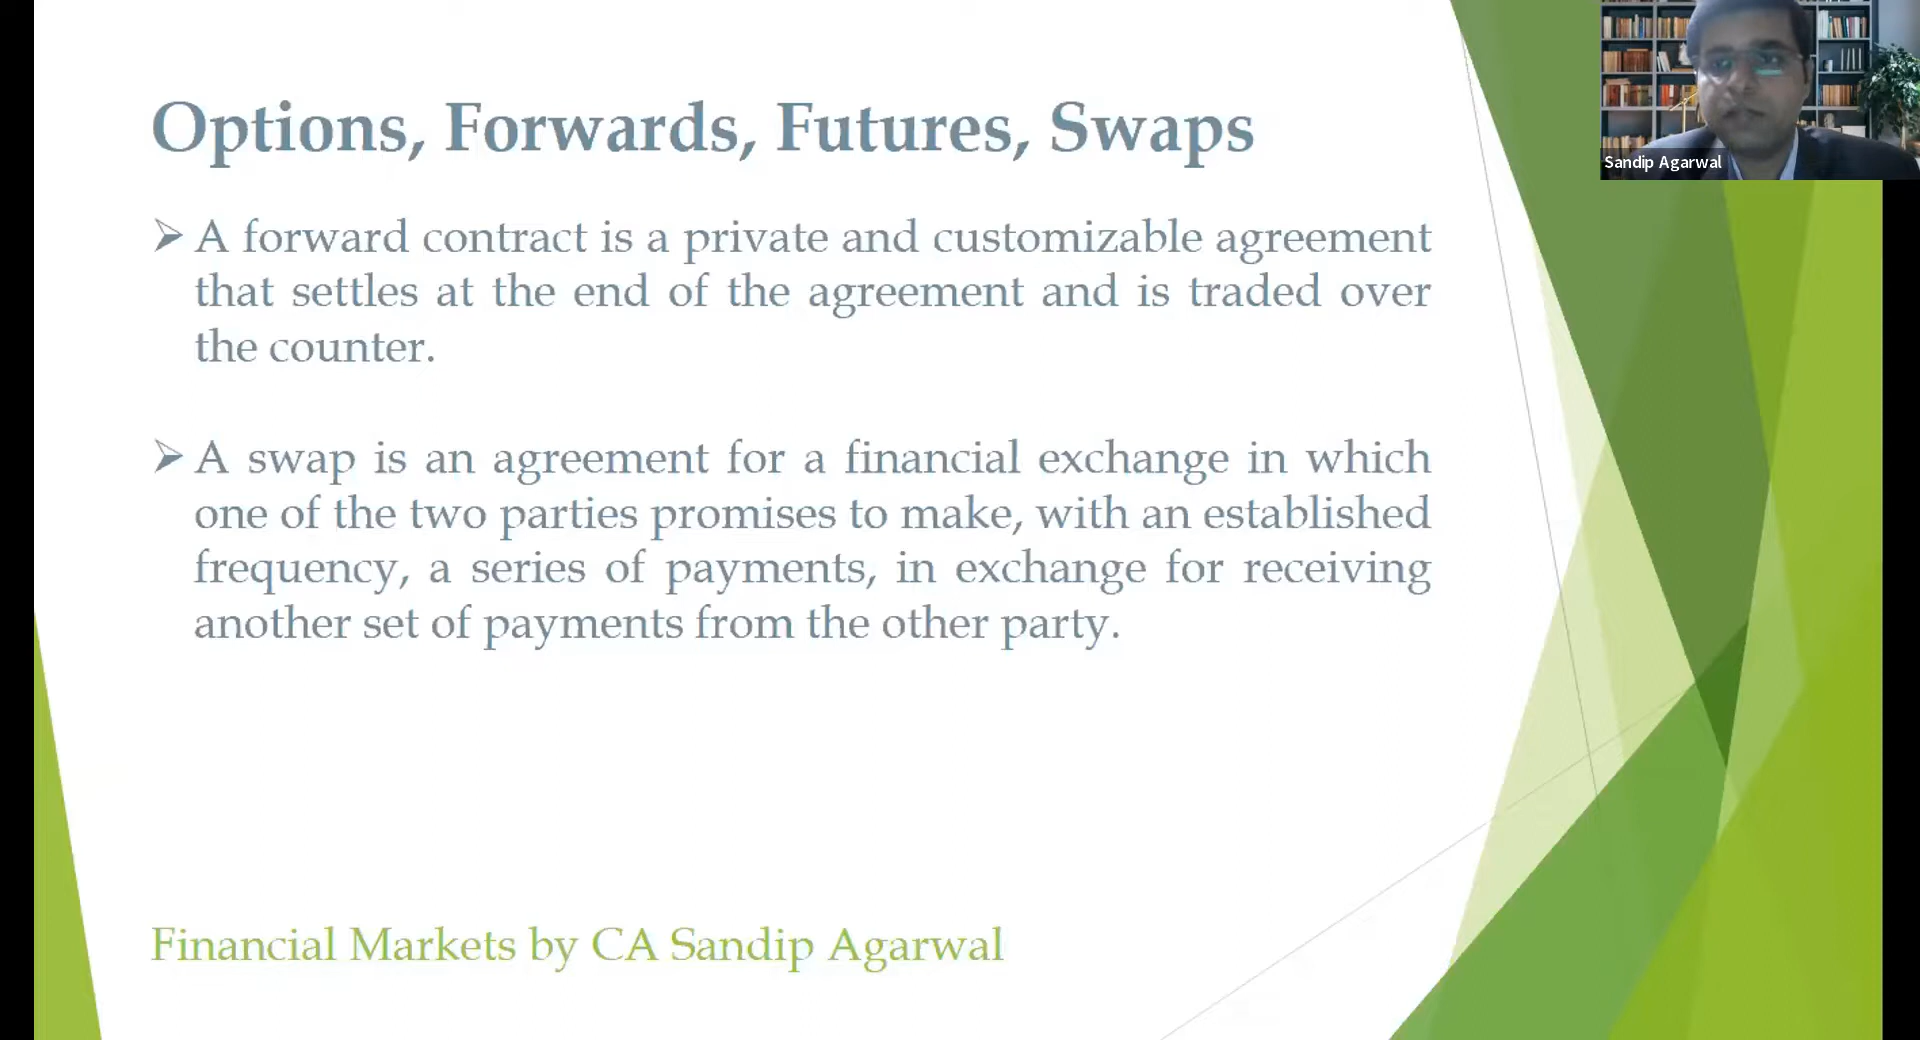 Options, Forwards, Futures, Swaps
Sandip Agarwal
A forward contract is a private and customizable agreement
that settles at the end of the agreement and is traded over
the counter.
A swap is an agreement for a financial exchange in which
one of the two parties promises to make, with an established
frequency, a series of payments, in exchange for receiving
another set of payments from the other party.
Financial Markets by CA Sandip Agarwal